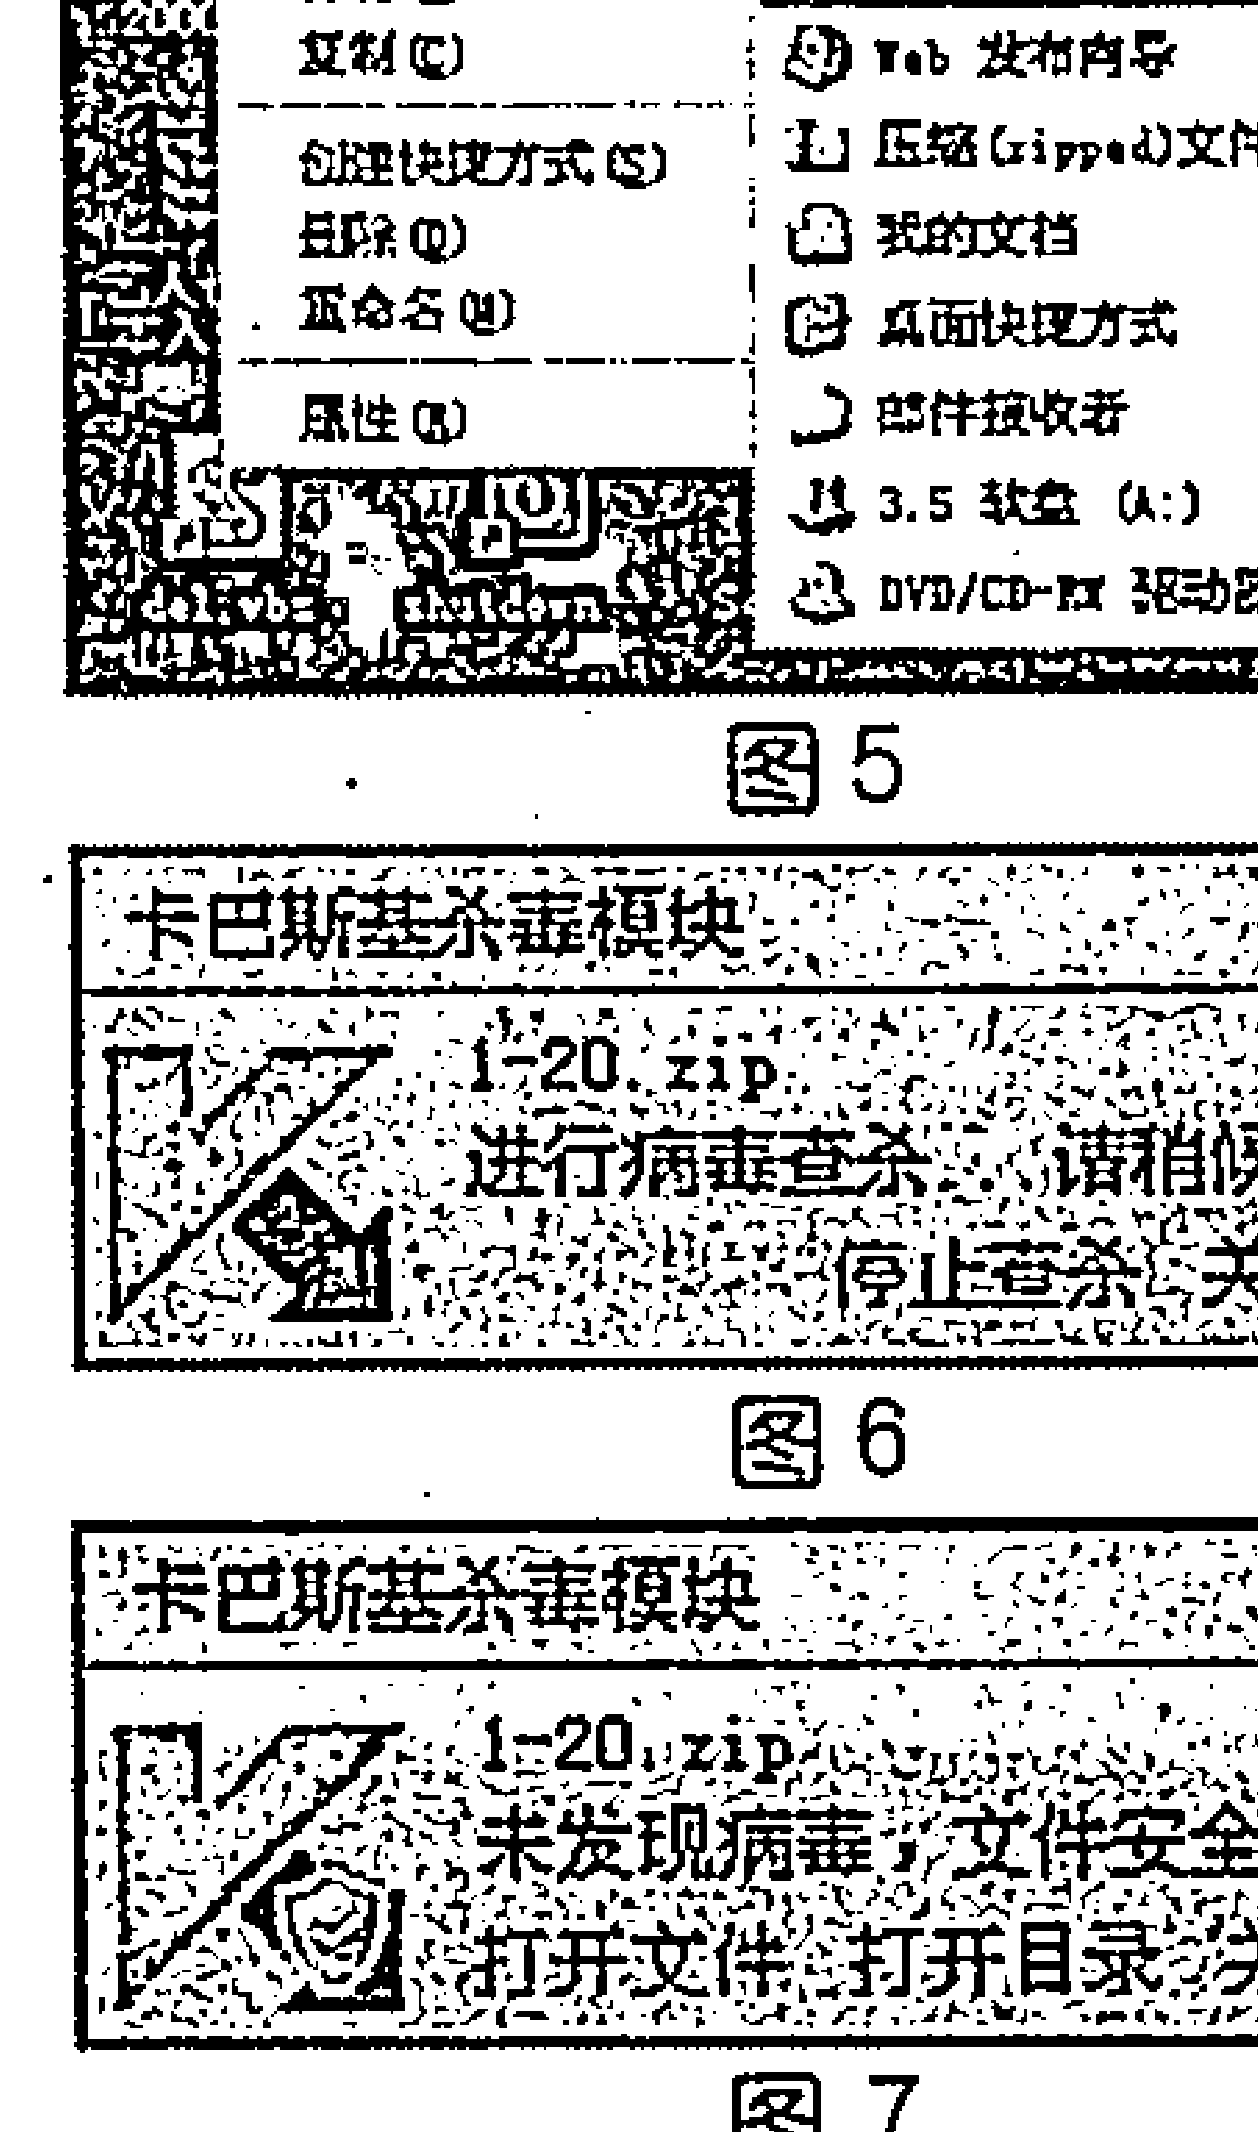 复制(C)
创建快捷方式(S)
删除(D)
重命名(M)
属性(R)
Web 发布向导
压缩(zipped)文件
我的文档
桌面快捷方式
邮件接收者
3.5 软盘 (A:)
DVD/CD-RW 驱动器
图 5
卡巴斯基杀毒模块
1-20.zip
进行病毒查杀 请稍候
停止查杀 关
图 6
卡巴斯基杀毒模块
1-20.zip
未发现病毒，文件安全
打开文件 打开目录 关
图 7